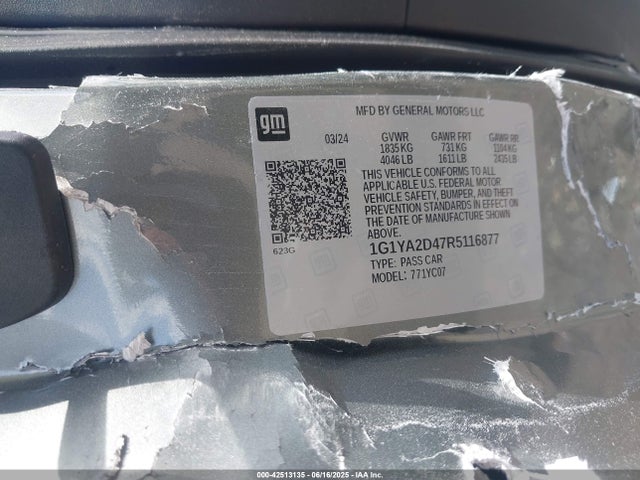 gm
MFD BY GENERAL MOTORS LLC
03/24
GVWR GAWR FRT GAWR RR
1835 KG 731 KG 1104 KG
4046 LB 1611 LB 2435 LB
THIS VEHICLE CONFORMS TO ALL
APPLICABLE U.S. FEDERAL MOTOR
VEHICLE SAFETY, BUMPER, AND THEFT
PREVENTION STANDARDS IN EFFECT ON
THE DATE OF MANUFACTURE SHOWN
ABOVE.
623G
1G1YA2D47R5116877
TYPE: PASS CAR
MODEL: 771YC07
000-42513135 - 06/16/2025 - IAA Inc.